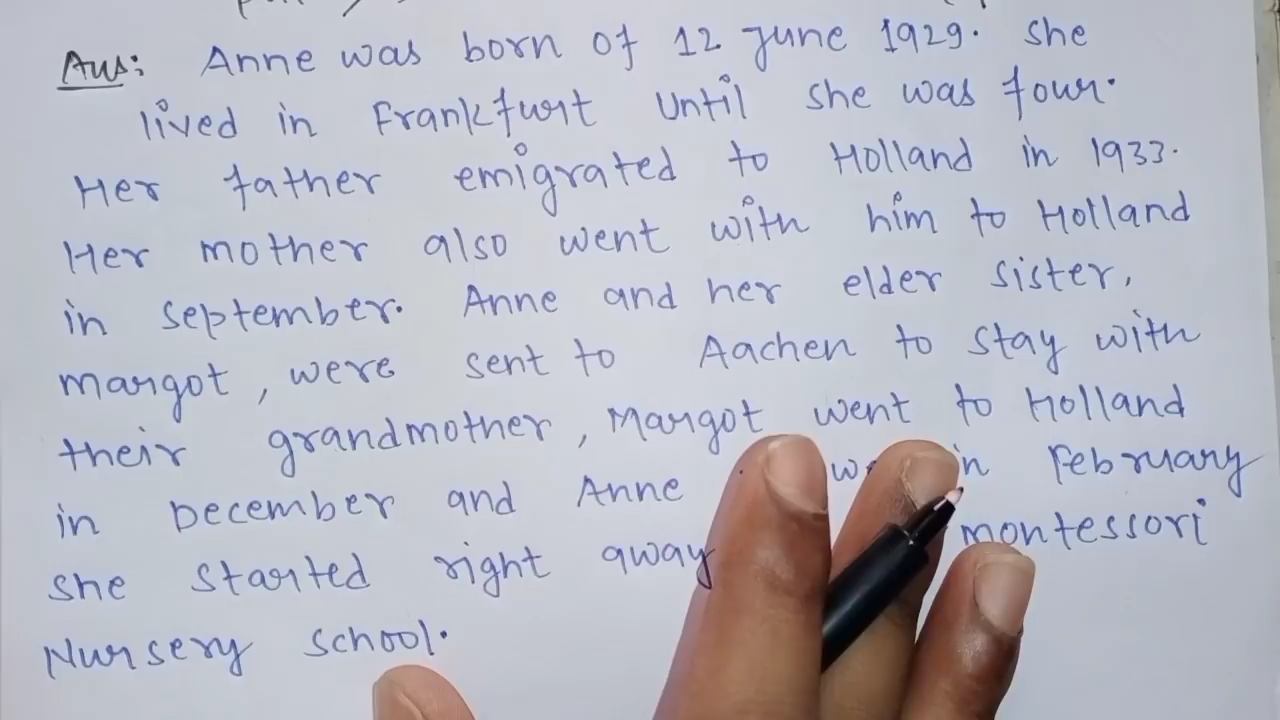 Ans: Anne was born of 12 June 1929. She
lived in Frankfurt until she was four.
Her father emigrated to Holland in 1933.
Her mother also went with him to Holland
in September. Anne and her elder sister,
margot, were sent to Aachen to stay with
their grandmother, Margot went to Holland
in December and Anne in February
She started right away montessori
Nursery School.